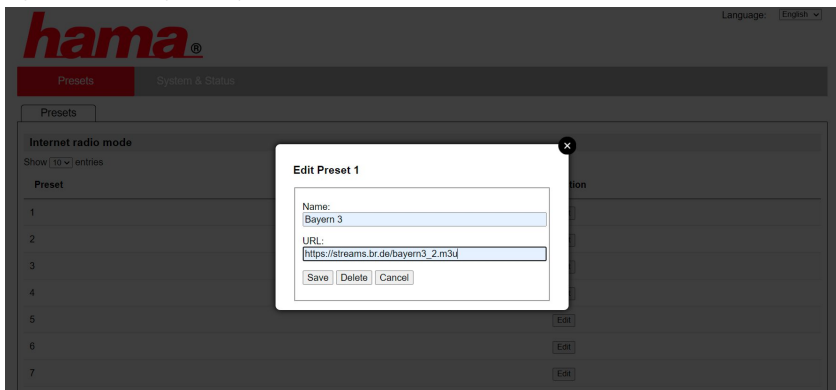 Language: English
hama®
Presets System & Status
Presets
Internet radio mode
Show 10 entries
Preset
1
2
3
4
5 Edit
6 Edit
7 Edit
Edit Preset 1
Name:
Bayern 3
URL:
https://streams.br.de/bayern3_2.m3u
Save Delete Cancel